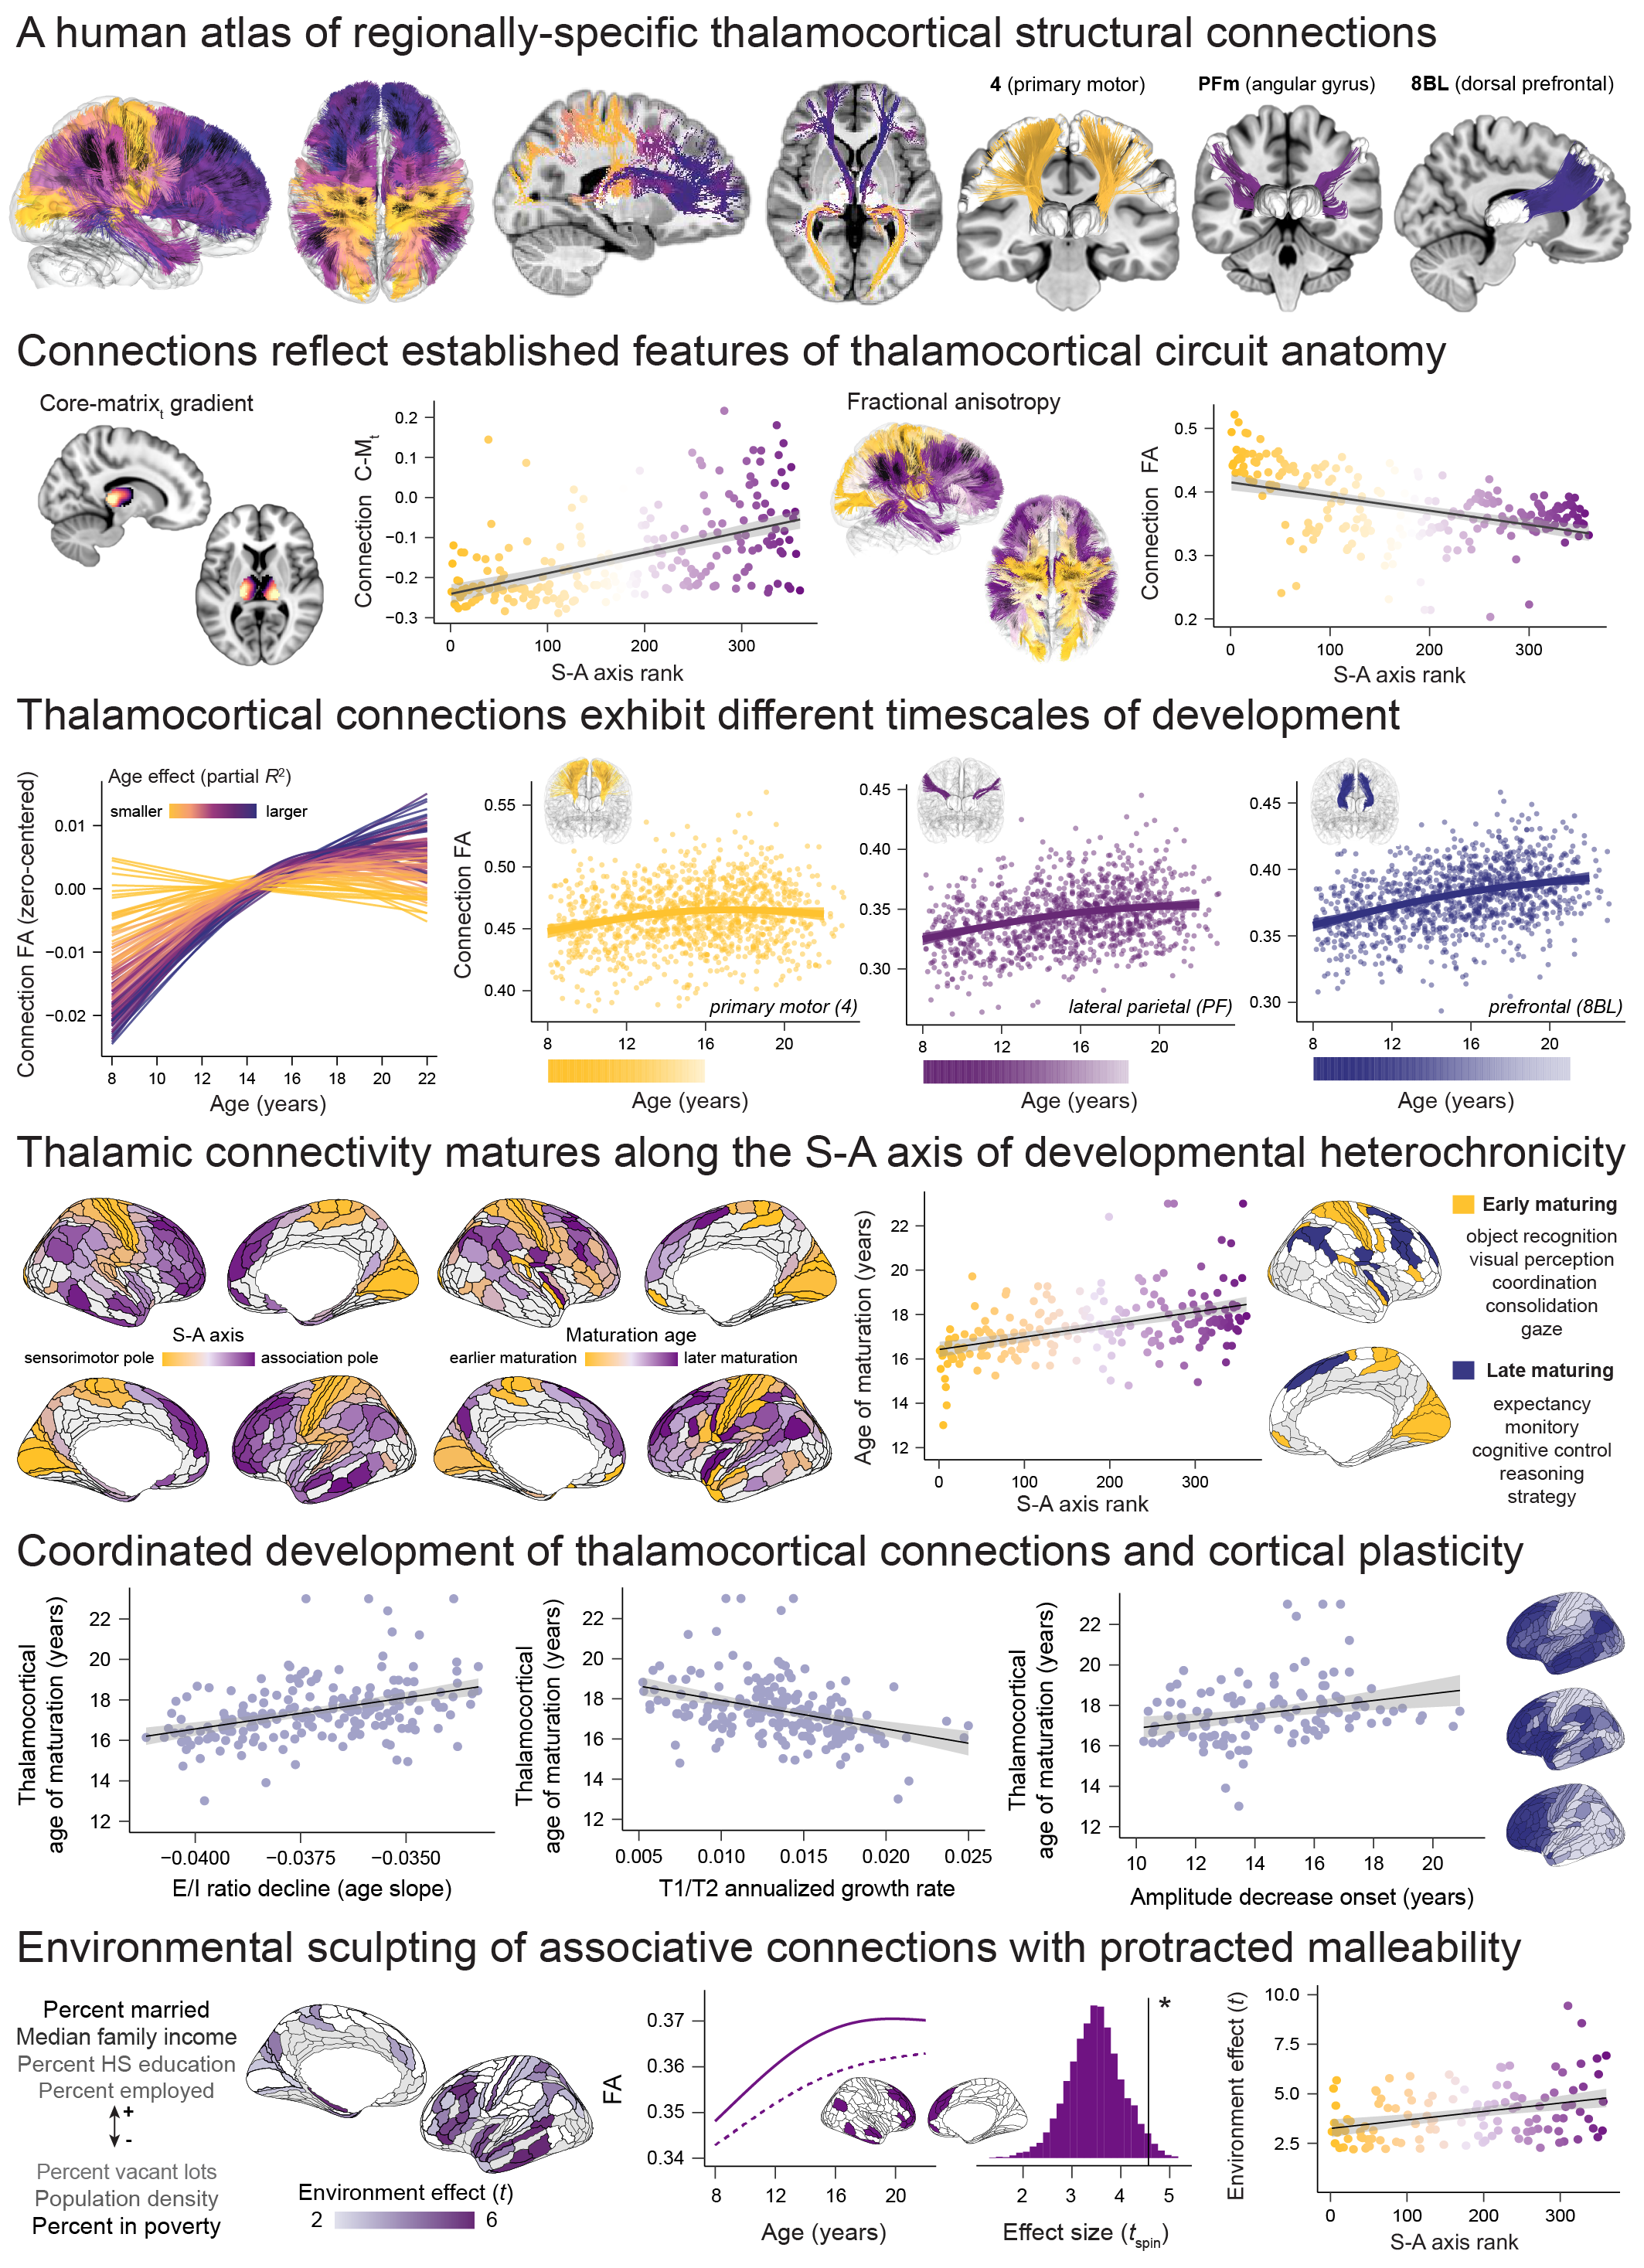 A human atlas of regionally-specific thalamocortical structural connections
4 (primary motor)
PFm (angular gyrus)
8BL (dorsal prefrontal)
Connections reflect established features of thalamocortical circuit anatomy
Core-matrixt gradient
Connection C-Mt
0.2
0.1
0.0
−0.1
−0.2
−0.3
0
100
200
300
S-A axis rank
Fractional anisotropy
Connection FA
0.5
0.4
0.3
0.2
0
100
200
300
S-A axis rank
Thalamocortical connections exhibit different timescales of development
Connection FA (zero-centered)
Age effect (partial R²)
smaller
larger
0.01
0.00
−0.01
−0.02
8
10
12
14
16
18
20
22
Age (years)
Connection FA
0.55
0.50
0.45
0.40
primary motor (4)
8
12
16
20
Age (years)
0.45
0.40
0.35
0.30
lateral parietal (PF)
8
12
16
20
Age (years)
0.45
0.40
0.35
0.30
prefrontal (8BL)
8
12
16
20
Age (years)
Thalamic connectivity matures along the S-A axis of developmental heterochronicity
S-A axis
sensorimotor pole
association pole
Maturation age
earlier maturation
later maturation
Age of maturation (years)
22
20
18
16
14
12
0
100
200
300
S-A axis rank
Early maturing
object recognition
visual perception
coordination
consolidation
gaze
Late maturing
expectancy
monitory
cognitive control
reasoning
strategy
Coordinated development of thalamocortical connections and cortical plasticity
Thalamocortical
age of maturation (years)
22
20
18
16
14
12
−0.0400
−0.0375
−0.0350
E/I ratio decline (age slope)
Thalamocortical
age of maturation (years)
22
20
18
16
14
12
0.005
0.010
0.015
0.020
0.025
T1/T2 annualized growth rate
Thalamocortical
age of maturation (years)
22
20
18
16
14
12
10
12
14
16
18
20
Amplitude decrease onset (years)
Environmental sculpting of associative connections with protracted malleability
Percent married
Median family income
Percent HS education
Percent employed
+
-
Percent vacant lots
Population density
Percent in poverty
Environment effect (t)
2
6
FA
0.37
0.36
0.35
0.34
8
12
16
20
Age (years)
*
2
3
4
5
Effect size (tspin)
Environment effect (t)
10.0
7.5
5.0
2.5
0
100
200
300
S-A axis rank